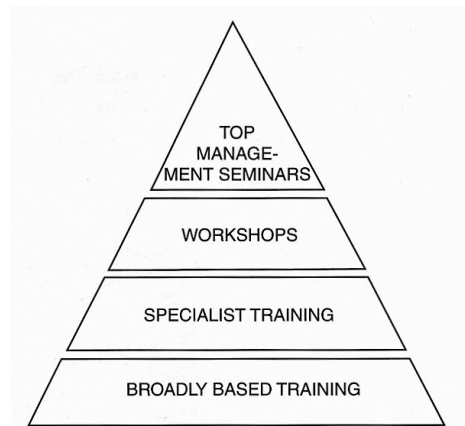 TOP
MANAGE-
MENT SEMINARS
WORKSHOPS
SPECIALIST TRAINING
BROADLY BASED TRAINING